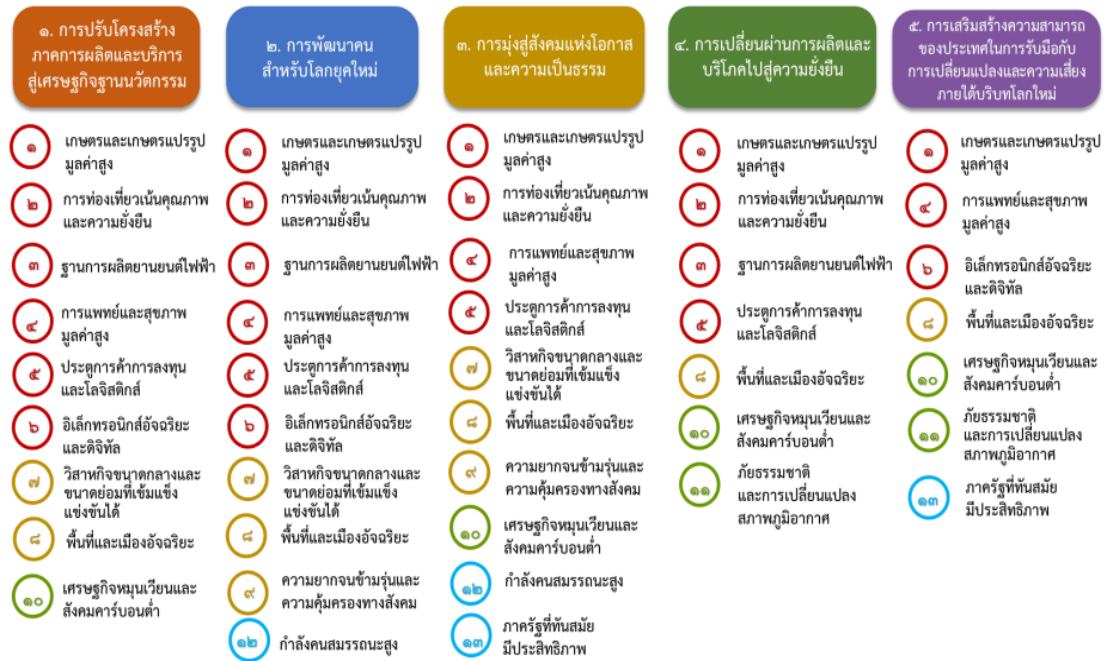 ๑. การปรับโครงสร้าง
ภาคการผลิตและบริการ
สู่เศรษฐกิจฐานนวัตกรรม
๑
เกษตรและเกษตรแปรรูป
มูลค่าสูง
๒
การท่องเที่ยวเน้นคุณภาพ
และความยั่งยืน
๓
ฐานการผลิตยานยนต์ไฟฟ้า
๔
การแพทย์และสุขภาพ
มูลค่าสูง
๕
ประตูการค้าการลงทุน
และโลจิสติกส์
๖
อิเล็กทรอนิกส์อัจฉริยะ
และดิจิทัล
๗
วิสาหกิจขนาดกลางและ
ขนาดย่อมที่เข้มแข็ง
แข่งขันได้
๘
พื้นที่และเมืองอัจฉริยะ
๑๐
เศรษฐกิจหมุนเวียนและ
สังคมคาร์บอนต่ำ
๒. การพัฒนาคน
สำหรับโลกยุคใหม่
๑
เกษตรและเกษตรแปรรูป
มูลค่าสูง
๒
การท่องเที่ยวเน้นคุณภาพ
และความยั่งยืน
๓
ฐานการผลิตยานยนต์ไฟฟ้า
๔
การแพทย์และสุขภาพ
มูลค่าสูง
๕
ประตูการค้าการลงทุน
และโลจิสติกส์
๖
อิเล็กทรอนิกส์อัจฉริยะ
และดิจิทัล
๗
วิสาหกิจขนาดกลางและ
ขนาดย่อมที่เข้มแข็ง
แข่งขันได้
๘
พื้นที่และเมืองอัจฉริยะ
๙
ความยากจนข้ามรุ่นและ
ความคุ้มครองทางสังคม
๑๒
กำลังคนสมรรถนะสูง
๓. การมุ่งสู่สังคมแห่งโอกาส
และความเป็นธรรม
๑
เกษตรและเกษตรแปรรูป
มูลค่าสูง
๒
การท่องเที่ยวเน้นคุณภาพ
และความยั่งยืน
๔
การแพทย์และสุขภาพ
มูลค่าสูง
๕
ประตูการค้าการลงทุน
และโลจิสติกส์
๗
วิสาหกิจขนาดกลางและ
ขนาดย่อมที่เข้มแข็ง
แข่งขันได้
๘
พื้นที่และเมืองอัจฉริยะ
๙
ความยากจนข้ามรุ่นและ
ความคุ้มครองทางสังคม
๑๐
เศรษฐกิจหมุนเวียนและ
สังคมคาร์บอนต่ำ
๑๒
กำลังคนสมรรถนะสูง
๑๓
ภาครัฐที่ทันสมัย
มีประสิทธิภาพ
๔. การเปลี่ยนผ่านการผลิตและ
บริโภคไปสู่ความยั่งยืน
๑
เกษตรและเกษตรแปรรูป
มูลค่าสูง
๒
การท่องเที่ยวเน้นคุณภาพ
และความยั่งยืน
๓
ฐานการผลิตยานยนต์ไฟฟ้า
๕
ประตูการค้าการลงทุน
และโลจิสติกส์
๘
พื้นที่และเมืองอัจฉริยะ
๑๐
เศรษฐกิจหมุนเวียนและ
สังคมคาร์บอนต่ำ
๑๑
ภัยธรรมชาติ
และการเปลี่ยนแปลง
สภาพภูมิอากาศ
๕. การเสริมสร้างความสามารถ
ของประเทศในการรับมือกับ
การเปลี่ยนแปลงและความเสี่ยง
ภายใต้บริบทโลกใหม่
๑
เกษตรและเกษตรแปรรูป
มูลค่าสูง
๔
การแพทย์และสุขภาพ
มูลค่าสูง
๖
อิเล็กทรอนิกส์อัจฉริยะ
และดิจิทัล
๘
พื้นที่และเมืองอัจฉริยะ
๑๐
เศรษฐกิจหมุนเวียนและ
สังคมคาร์บอนต่ำ
๑๑
ภัยธรรมชาติ
และการเปลี่ยนแปลง
สภาพภูมิอากาศ
๑๓
ภาครัฐที่ทันสมัย
มีประสิทธิภาพ